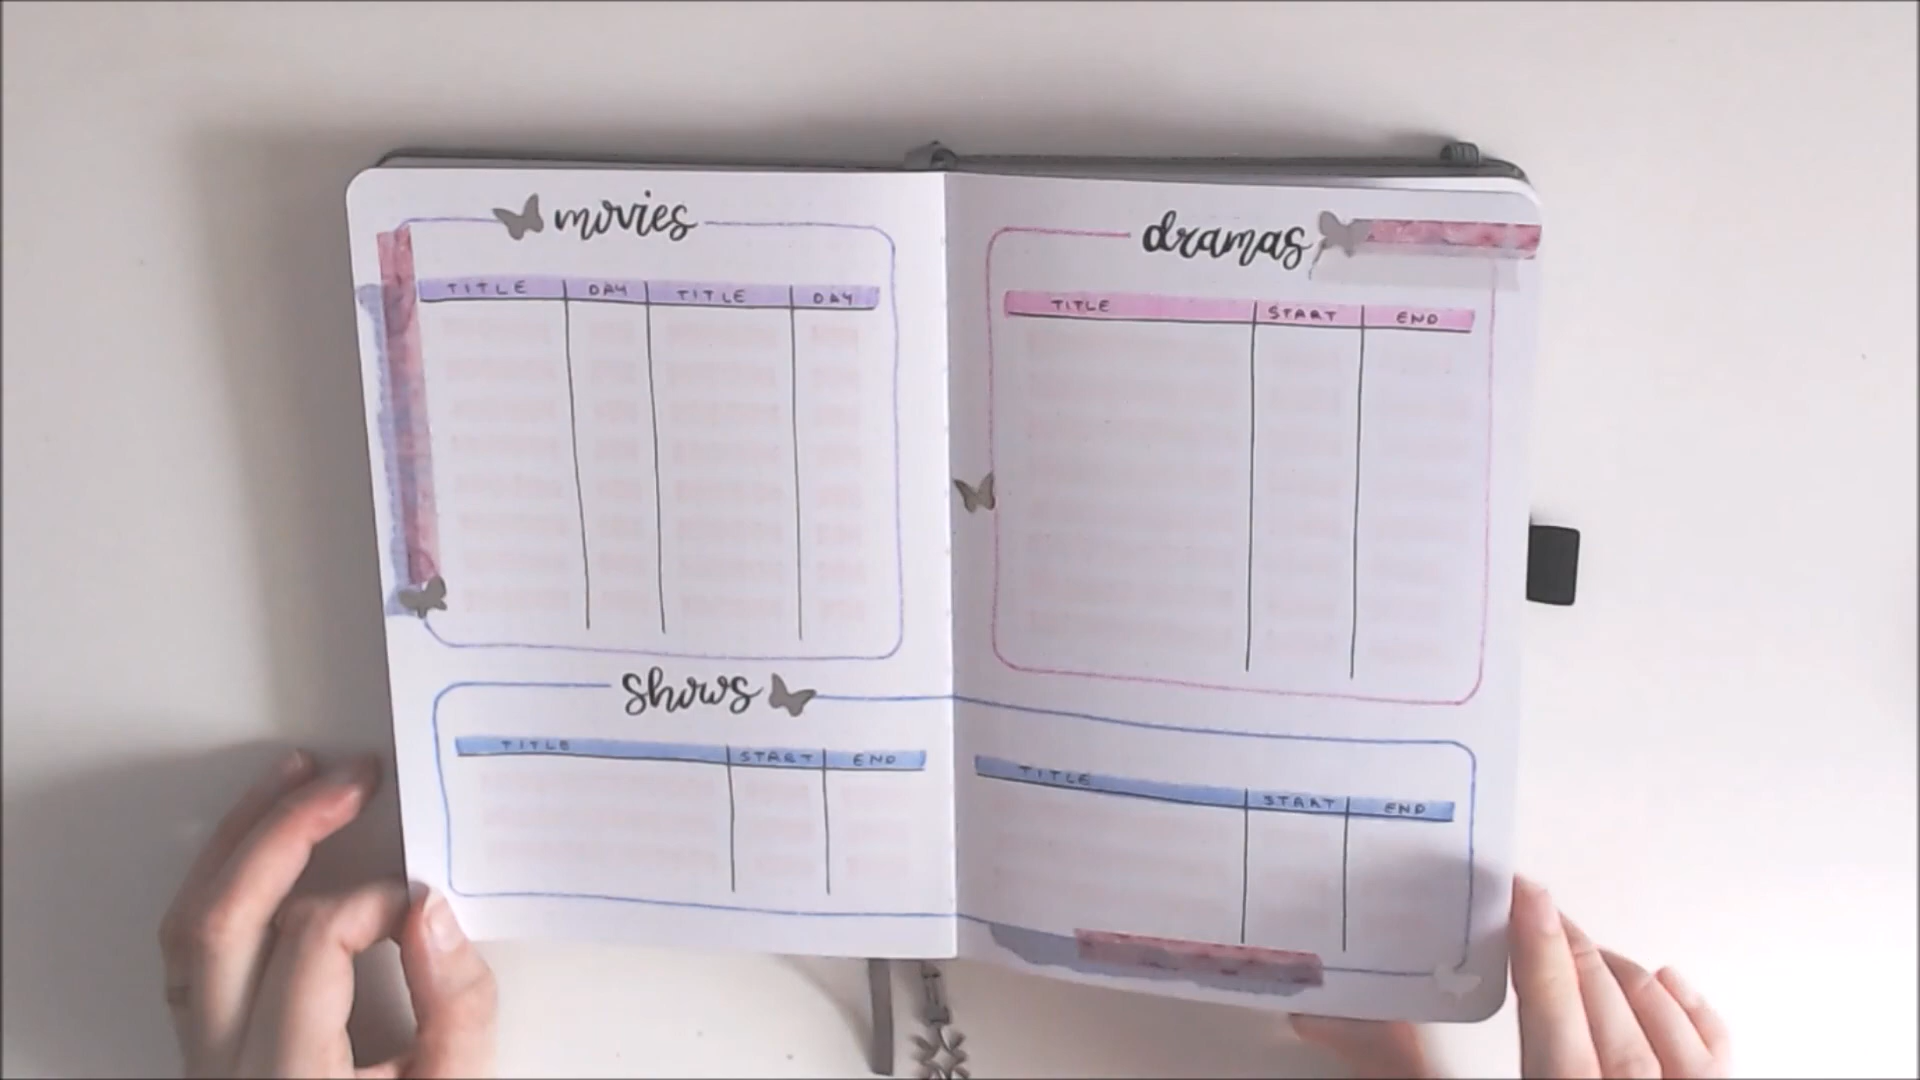 movies
TITLE DAY TITLE DAY
shows
TITLE START END
dramas
TITLE START END
TITLE START END